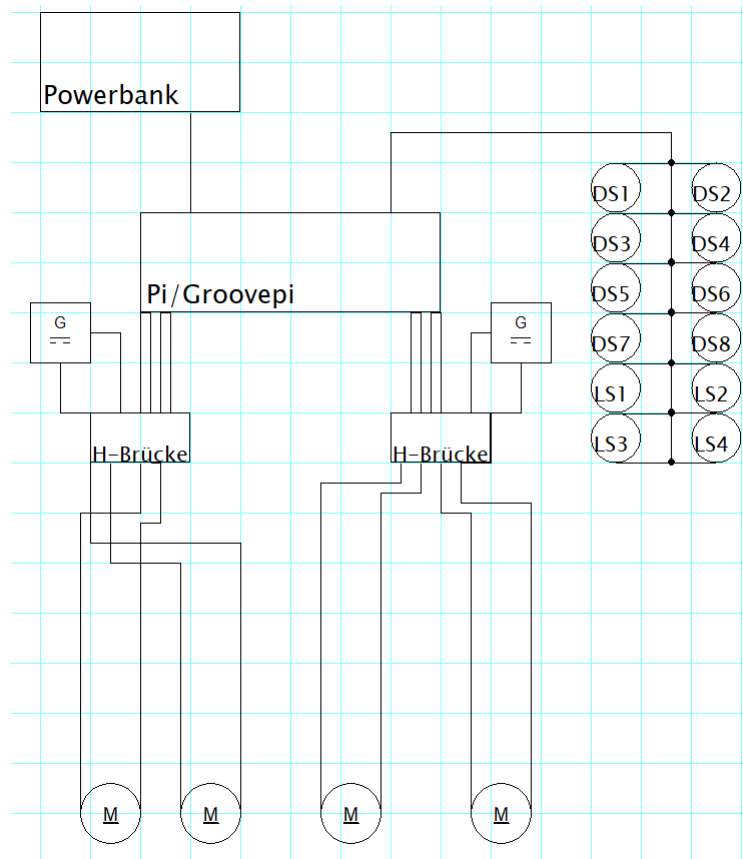 Powerbank
DS1 DS2
DS3 DS4
Pi/Groovepi
DS5 DS6
G G
DS7 DS8
LS1 LS2
H-Brücke H-Brücke
LS3 LS4
M M M M